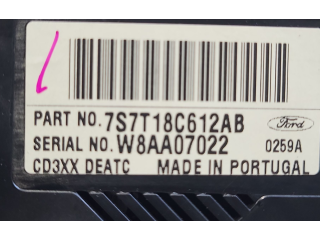 PART NO. 7S7T18C612AB
Ford
SERIAL NO. W8AA07022 0259A
CD3XX DEATC MADE IN PORTUGAL